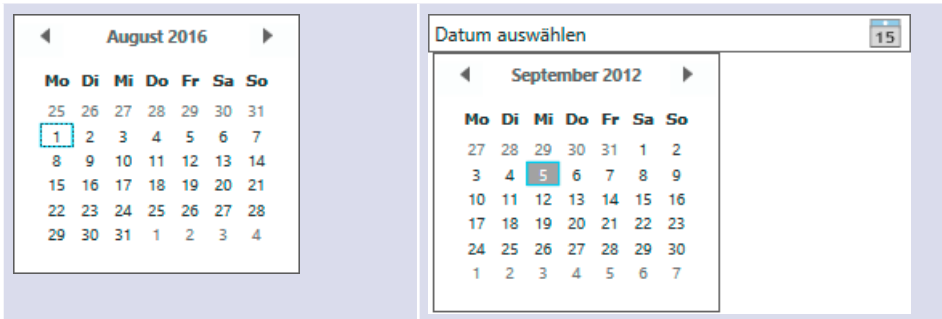 August 2016
Mo Di Mi Do Fr Sa So
25 26 27 28 29 30 31
1 2 3 4 5 6 7
8 9 10 11 12 13 14
15 16 17 18 19 20 21
22 23 24 25 26 27 28
29 30 31 1 2 3 4
Datum auswählen 15
September 2012
Mo Di Mi Do Fr Sa So
27 28 29 30 31 1 2
3 4 5 6 7 8 9
10 11 12 13 14 15 16
17 18 19 20 21 22 23
24 25 26 27 28 29 30
1 2 3 4 5 6 7